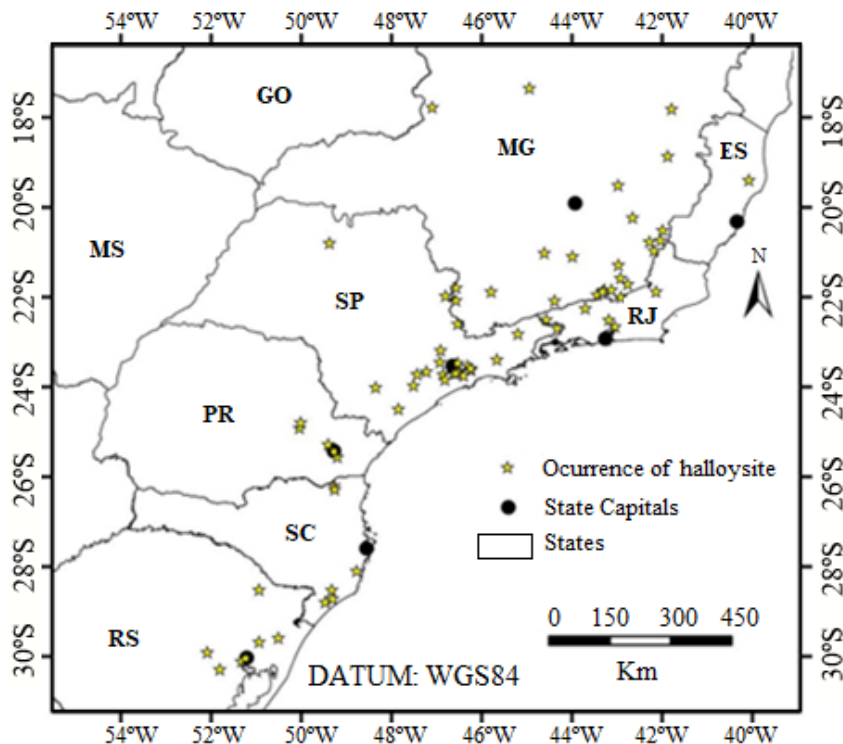 54°W 52°W 50°W 48°W 46°W 44°W 42°W 40°W
18°S 18°S
20°S 20°S
22°S 22°S
24°S 24°S
26°S 26°S
28°S 28°S
30°S 30°S
GO
MG
ES
MS
SP
N
RJ
PR
SC
RS
Ocurrence of halloysite
State Capitals
States
0 150 300 450
Km
DATUM: WGS84
54°W 52°W 50°W 48°W 46°W 44°W 42°W 40°W